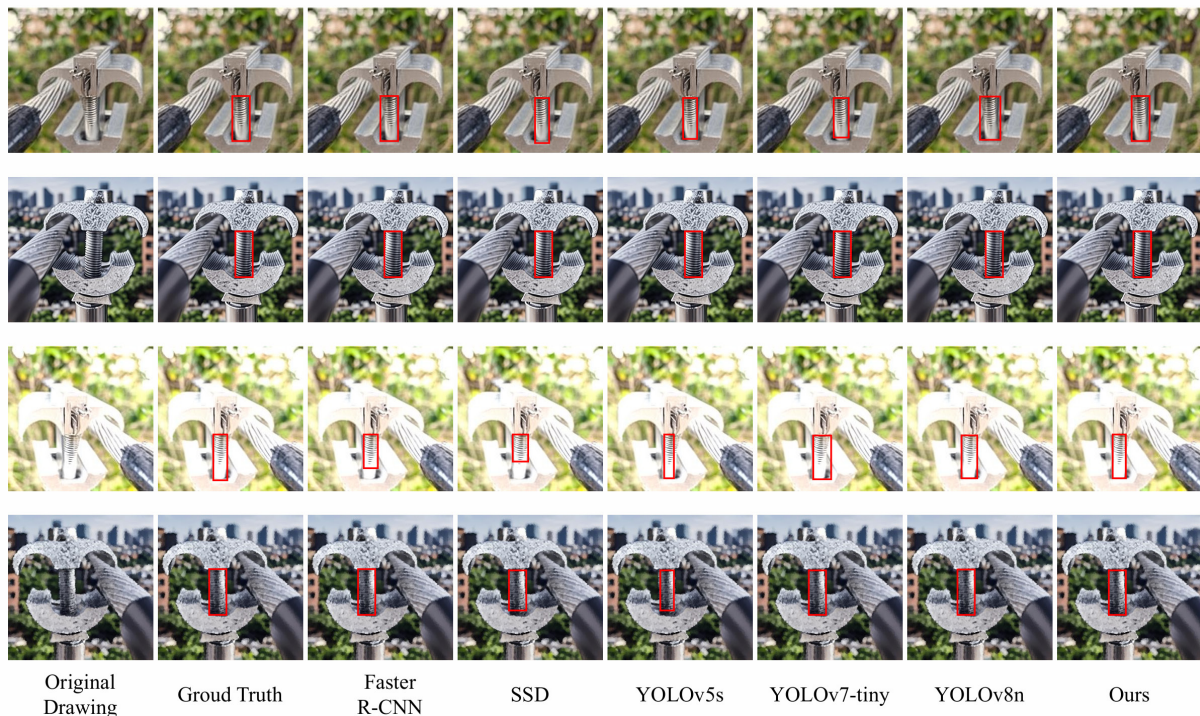 Original
Drawing
Groud Truth
Faster
R-CNN
SSD
YOLOv5s
YOLOv7-tiny
YOLOv8n
Ours